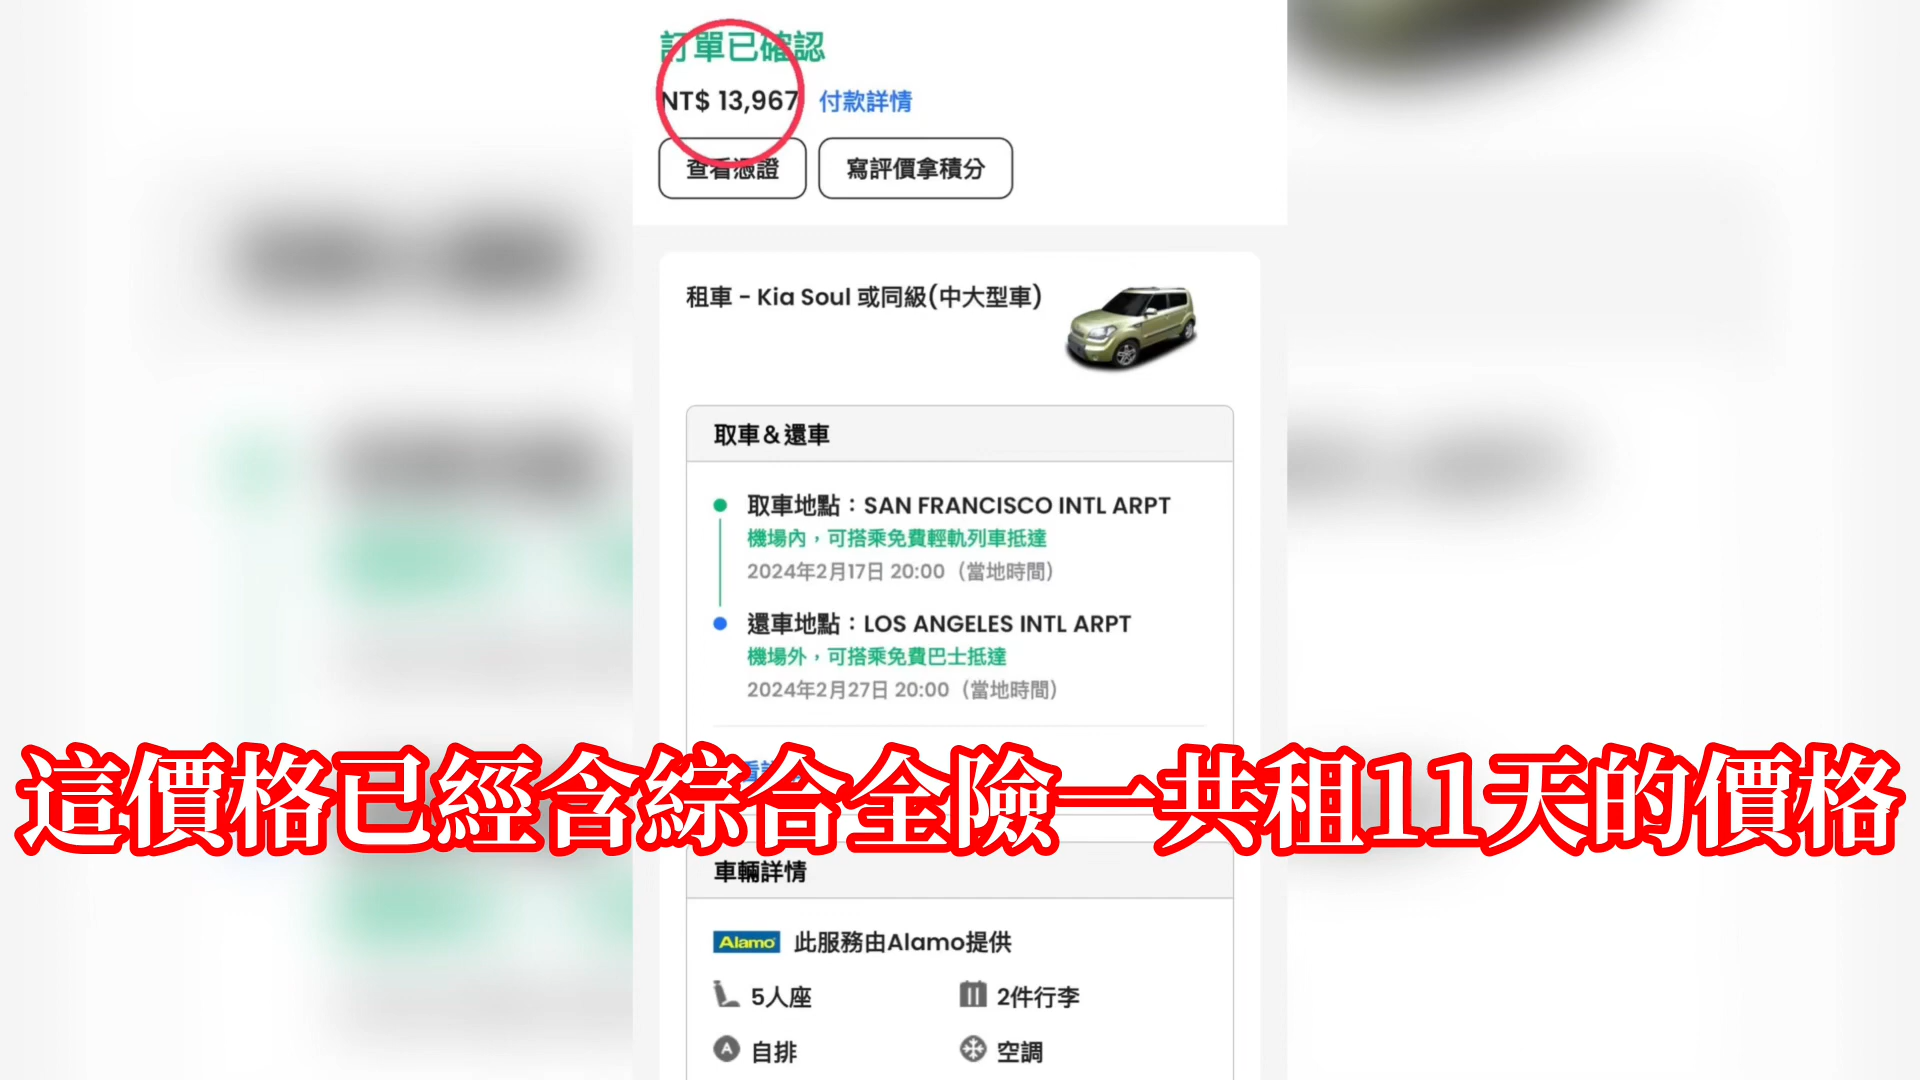 訂單已確認
NT$ 13,967 付款詳情
查看憑證 寫評價拿積分
租車 - Kia Soul 或同級(中大型車)
取車＆還車
取車地點：SAN FRANCISCO INTL ARPT
機場內，可搭乘免費輕軌列車抵達
2024年2月17日 20:00（當地時間）
還車地點：LOS ANGELES INTL ARPT
機場外，可搭乘免費巴士抵達
2024年2月27日 20:00（當地時間）
這價格已經含綜合全險一共租11天的價格
車輛詳情
Alamo 此服務由Alamo提供
5人座 2件行李
A 自排 空調